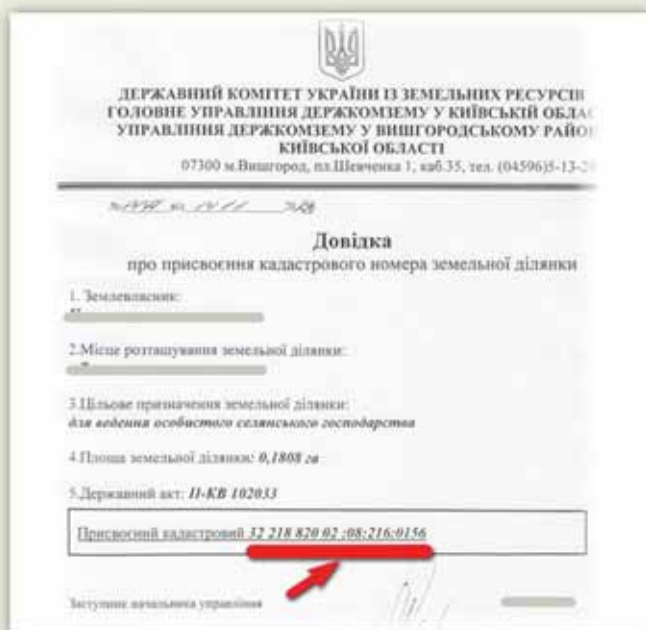 ДЕРЖАВНИЙ КОМІТЕТ УКРАЇНИ ІЗ ЗЕМЕЛЬНИХ РЕСУРСІВ
ГОЛОВНЕ УПРАВЛІННЯ ДЕРЖКОМЗЕМУ У КИЇВСЬКІЙ ОБЛАС
УПРАВЛІННЯ ДЕРЖКОМЗЕМУ У ВИШГОРОДСЬКОМУ РАЙОН
КИЇВСЬКОЇ ОБЛАСТІ
07300 м.Вишгород, пл.Шевченка 1, каб.35, тел. (04596)5-13-2
Довідка
про присвоєння кадастрового номера земельної ділянки
1. Землевласник:
2.Місце розташування земельної ділянки:
3.Цільове призначення земельної ділянки:
для ведення особистого селянського господарства
4.Площа земельної ділянки: 0,1808 га
5.Державний акт: ІІ-КВ 102033
Присвоєний кадастровий 32 218 820 02 :08:216:0156
Заступник начальника управління